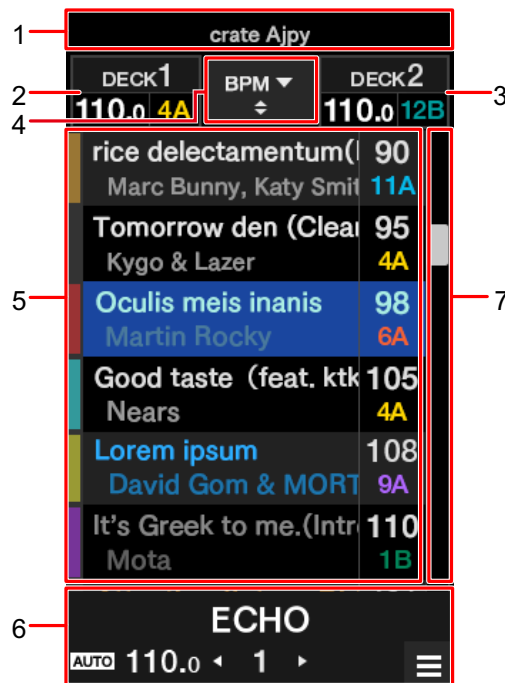 1
crate Ajpy
2
DECK1
BPM
DECK2
3
4
110.0 4A
110.0 12B
rice delectamentum(
90
Marc Bunny, Katy Smit
11A
Tomorrow den (Clea
95
Kygo & Lazer
4A
5
Oculis meis inanis
98
7
Martin Rocky
6A
Good taste (feat. ktk
105
Nears
4A
Lorem ipsum
108
David Gom & MORT
9A
It's Greek to me.(Intr
110
Mota
1B
6
ECHO
AUTO 110.0 1